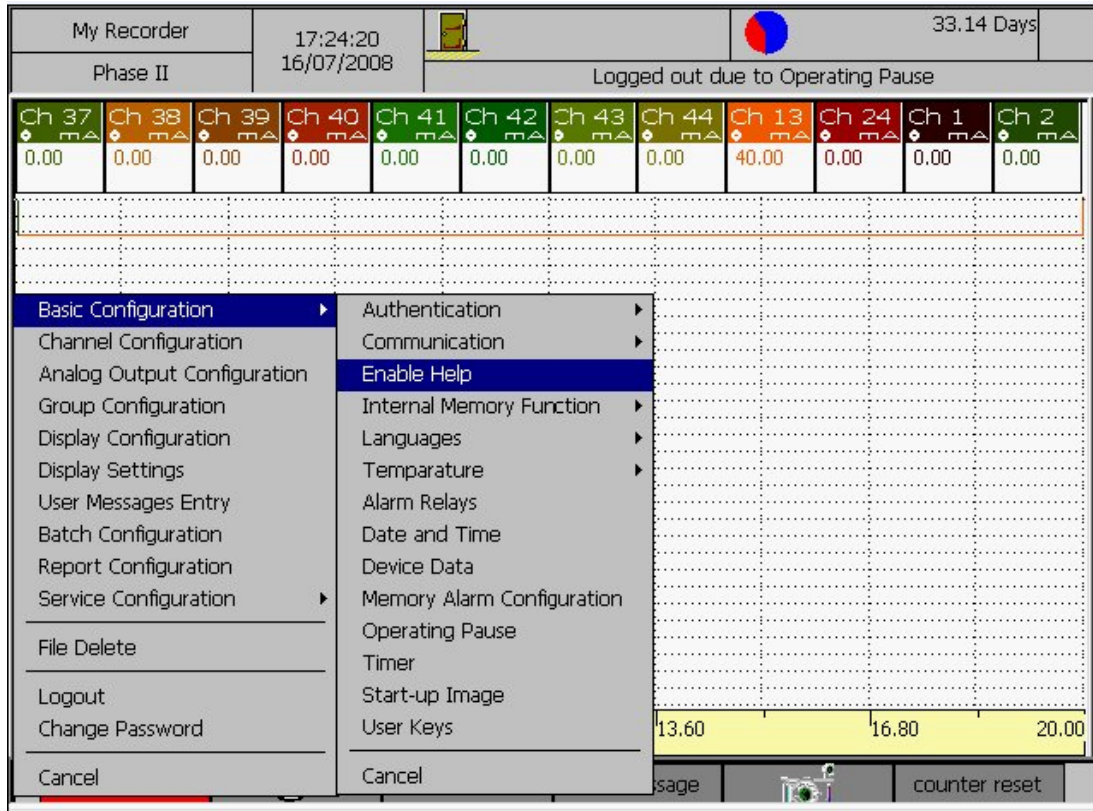 My Recorder
Phase II
17:24:20
16/07/2008
33.14 Days
Logged out due to Operating Pause
Ch 37 Ch 38 Ch 39 Ch 40 Ch 41 Ch 42 Ch 43 Ch 44 Ch 13 Ch 24 Ch 1 Ch 2
mA mA mA mA mA mA mA mA mA mA mA mA
0.00 0.00 0.00 0.00 0.00 0.00 0.00 0.00 40.00 0.00 0.00 0.00
Basic Configuration
Channel Configuration
Analog Output Configuration
Group Configuration
Display Configuration
Display Settings
User Messages Entry
Batch Configuration
Report Configuration
Service Configuration
File Delete
Logout
Change Password
Cancel
Authentication
Communication
Enable Help
Internal Memory Function
Languages
Temparature
Alarm Relays
Date and Time
Device Data
Memory Alarm Configuration
Operating Pause
Timer
Start-up Image
User Keys
Cancel
13.60 16.80 20.00
ssage
counter reset